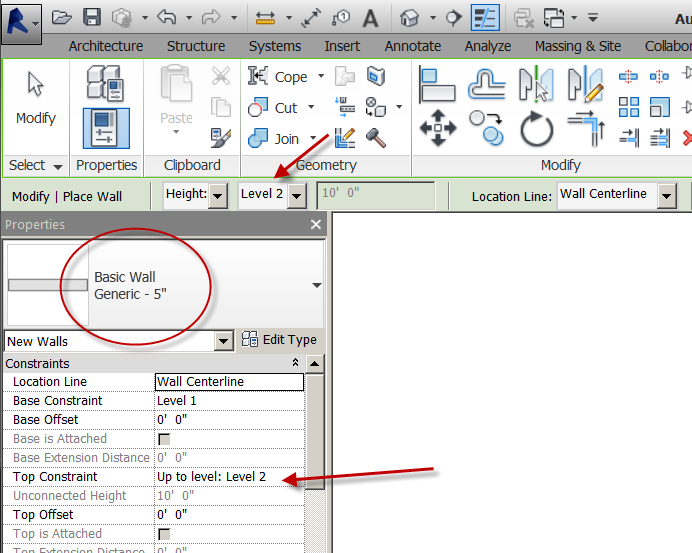 Au
Architecture Structure Systems Insert Annotate Analyze Massing & Site Collabor
Modify
Paste
Cope
Cut
Join
Select Properties Clipboard Geometry Modify
Modify | Place Wall Height: Level 2 10' 0" Location Line: Wall Centerline
Properties
Basic Wall
Generic - 5"
New Walls Edit Type
Constraints
Location Line Wall Centerline
Base Constraint Level 1
Base Offset 0' 0"
Base is Attached
Base Extension Distance 0' 0"
Top Constraint Up to level: Level 2
Unconnected Height 10' 0"
Top Offset 0' 0"
Top is Attached
Top Extension Distance 0' 0"